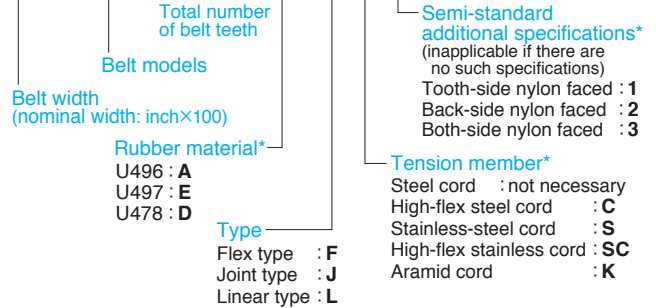 Total number
of belt teeth
Belt models
Belt width
(nominal width: inch×100)
Rubber material*
U496 : A
U497 : E
U478 : D
Type
Flex type : F
Joint type : J
Linear type : L
Semi-standard
additional specifications*
(inapplicable if there are
no such specifications)
Tooth-side nylon faced : 1
Back-side nylon faced : 2
Both-side nylon faced : 3
Tension member*
Steel cord : not necessary
High-flex steel cord : C
Stainless-steel cord : S
High-flex stainless cord : SC
Aramid cord : K